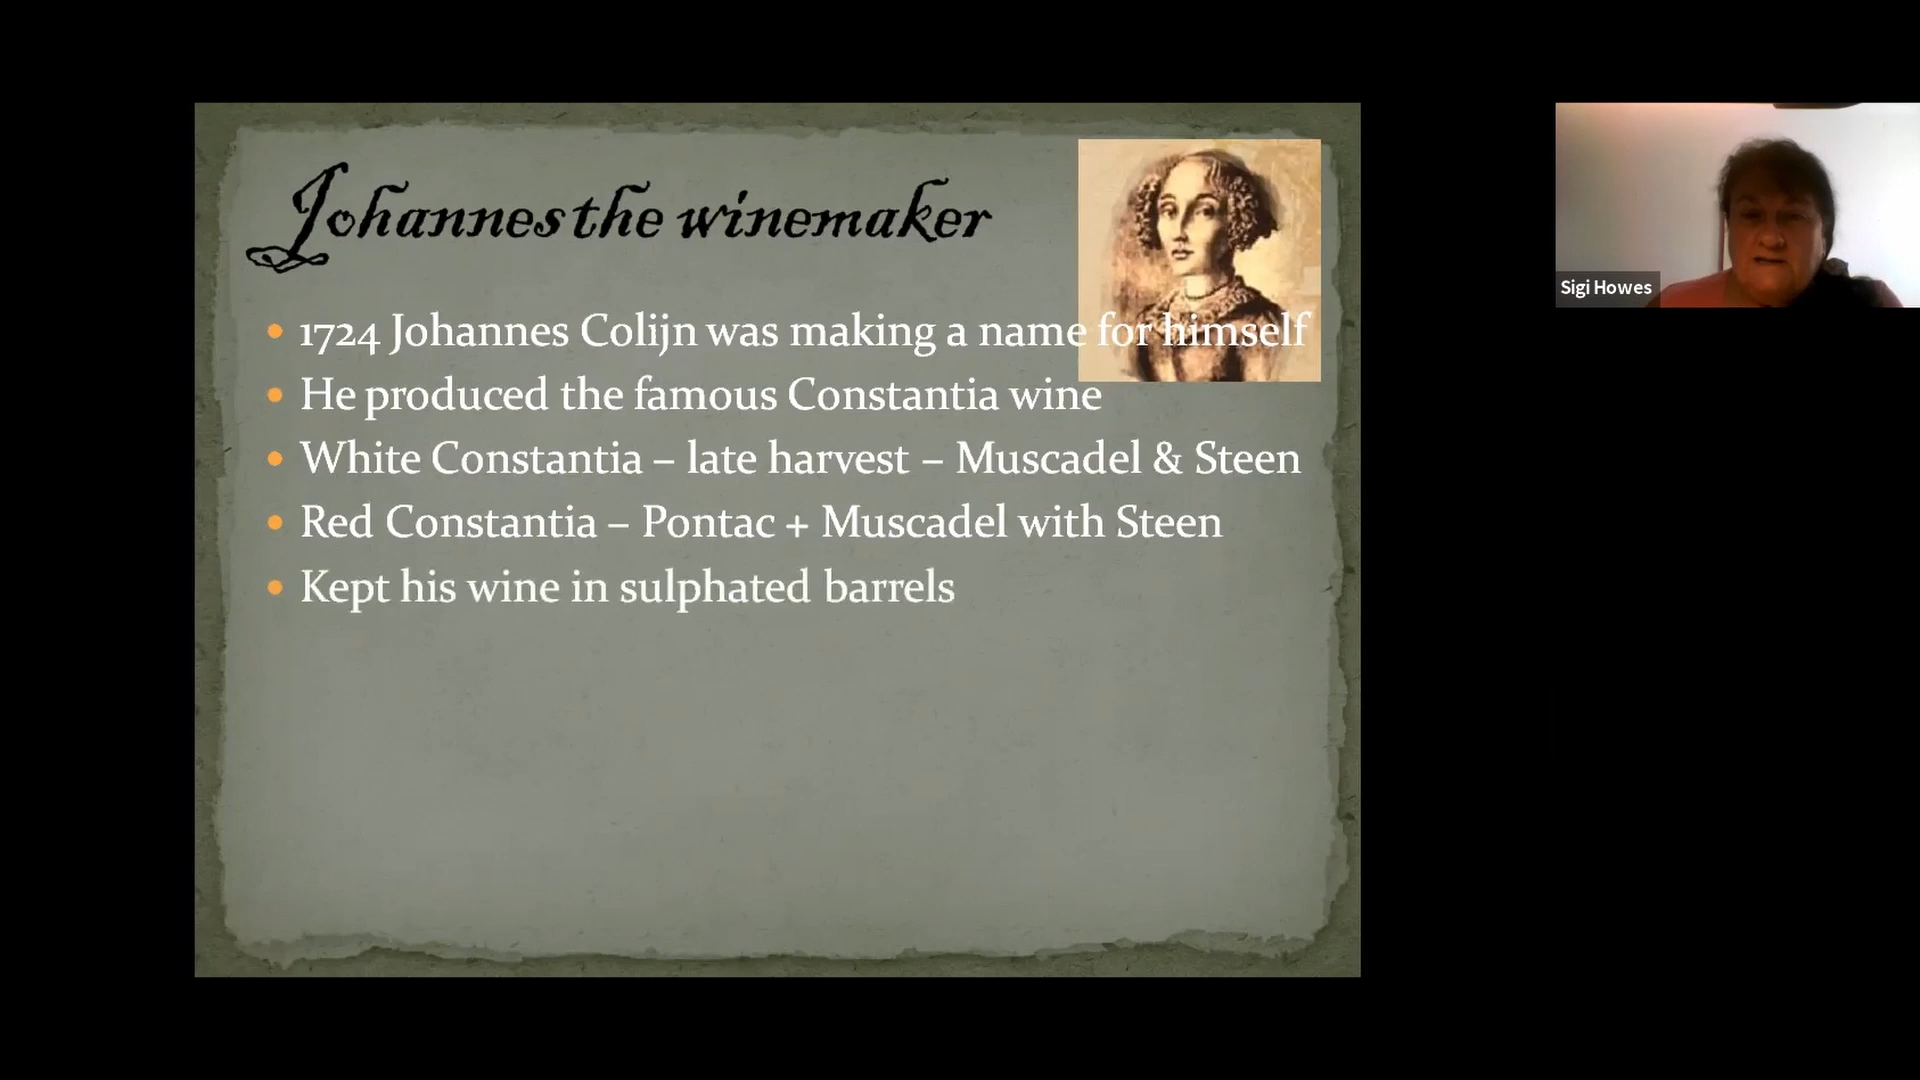 Johannes the winemaker
• 1724 Johannes Colijn was making a name for himself
• He produced the famous Constantia wine
• White Constantia – late harvest – Muscadel & Steen
• Red Constantia – Pontac + Muscadel with Steen
• Kept his wine in sulphated barrels
Sigi Howes